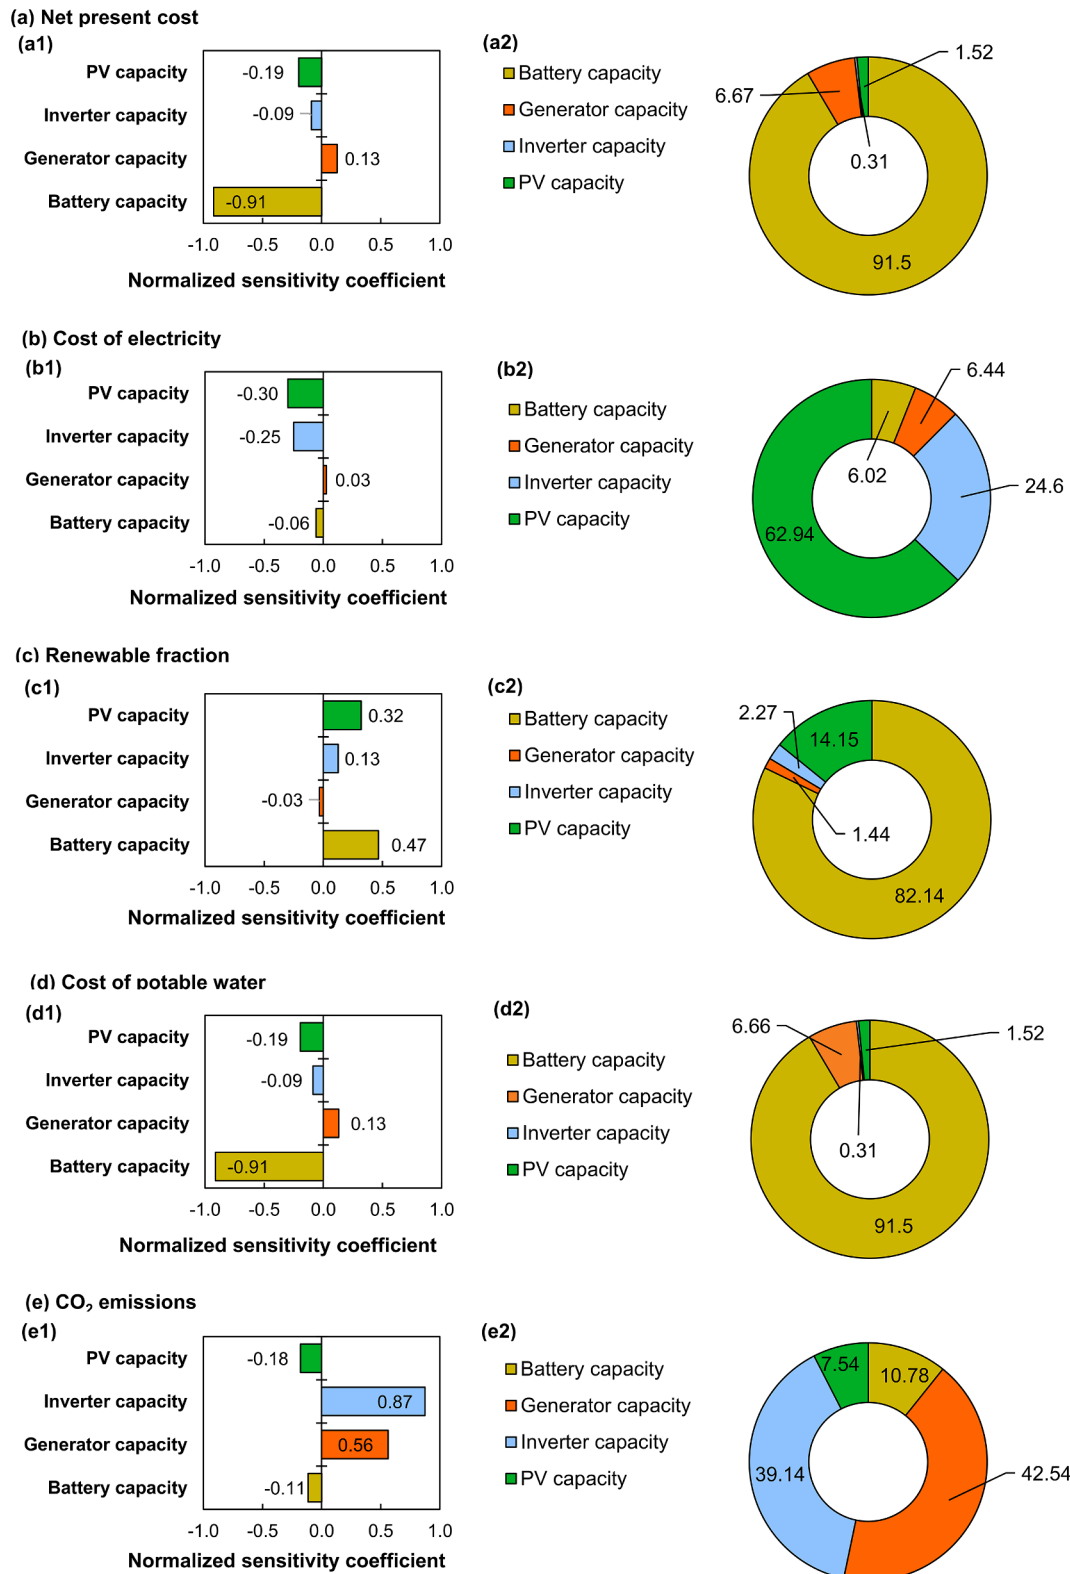 (a) Net present cost
(a1)
PV capacity
-0.19
Inverter capacity
-0.09
Generator capacity
0.13
Battery capacity
-0.91
-1.0 -0.5 0.0 0.5 1.0
Normalized sensitivity coefficient
(a2)
Battery capacity
Generator capacity
Inverter capacity
PV capacity
1.52
6.67
0.31
91.5
(b) Cost of electricity
(b1)
PV capacity
-0.30
Inverter capacity
-0.25
Generator capacity
0.03
Battery capacity
-0.06
-1.0 -0.5 0.0 0.5 1.0
Normalized sensitivity coefficient
(b2)
Battery capacity
Generator capacity
Inverter capacity
PV capacity
6.44
6.02
24.6
62.94
(c) Renewable fraction
(c1)
PV capacity
0.32
Inverter capacity
0.13
Generator capacity
-0.03
Battery capacity
0.47
-1.0 -0.5 0.0 0.5 1.0
Normalized sensitivity coefficient
(c2)
Battery capacity
Generator capacity
Inverter capacity
PV capacity
2.27
14.15
1.44
82.14
(d) Cost of potable water
(d1)
PV capacity
-0.19
Inverter capacity
-0.09
Generator capacity
0.13
Battery capacity
-0.91
-1.0 -0.5 0.0 0.5 1.0
Normalized sensitivity coefficient
(d2)
Battery capacity
Generator capacity
Inverter capacity
PV capacity
6.66
1.52
0.31
91.5
(e) CO₂ emissions
(e1)
PV capacity
-0.18
Inverter capacity
0.87
Generator capacity
0.56
Battery capacity
-0.11
-1.0 -0.5 0.0 0.5 1.0
Normalized sensitivity coefficient
(e2)
Battery capacity
Generator capacity
Inverter capacity
PV capacity
7.54
10.78
39.14
42.54